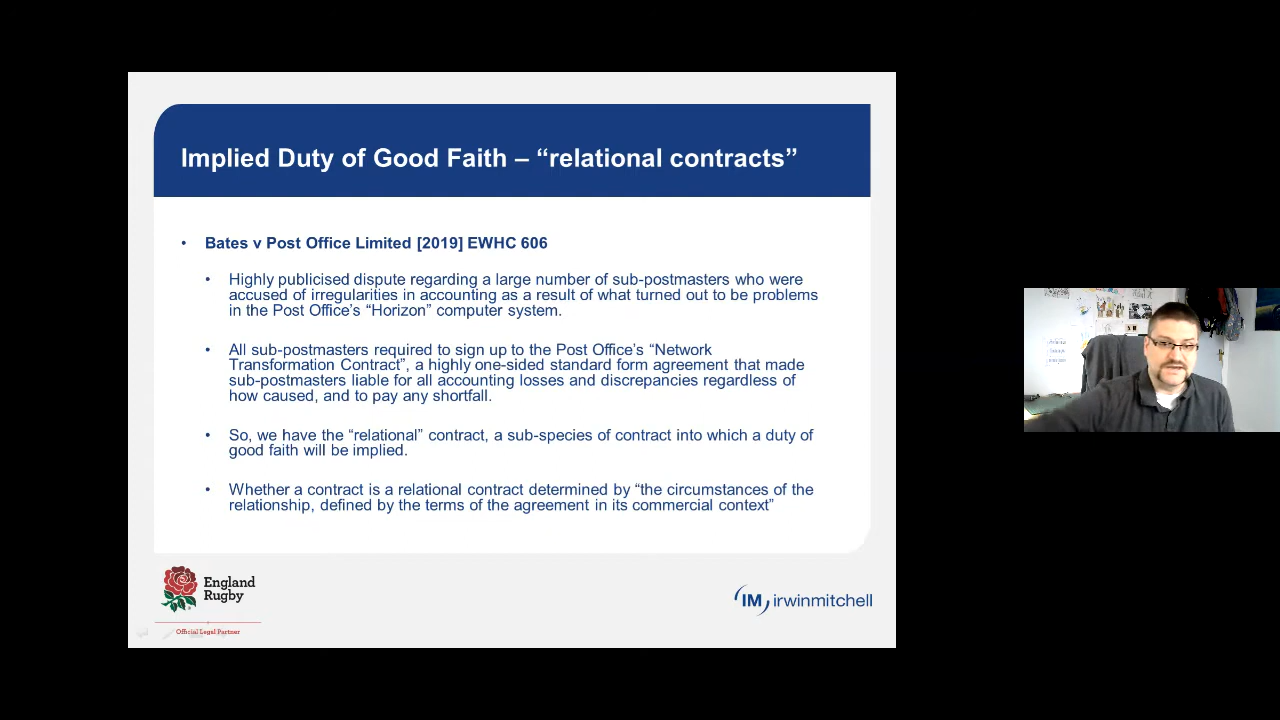 Implied Duty of Good Faith – “relational contracts”
• Bates v Post Office Limited [2019] EWHC 606
• Highly publicised dispute regarding a large number of sub-postmasters who were
accused of irregularities in accounting as a result of what turned out to be problems
in the Post Office’s “Horizon” computer system.
• All sub-postmasters required to sign up to the Post Office’s “Network
Transformation Contract”, a highly one-sided standard form agreement that made
sub-postmasters liable for all accounting losses and discrepancies regardless of
how caused, and to pay any shortfall.
• So, we have the “relational” contract, a sub-species of contract into which a duty of
good faith will be implied.
• Whether a contract is a relational contract determined by “the circumstances of the
relationship, defined by the terms of the agreement in its commercial context”
England
Rugby
Official Legal Partner
IM irwinmitchell